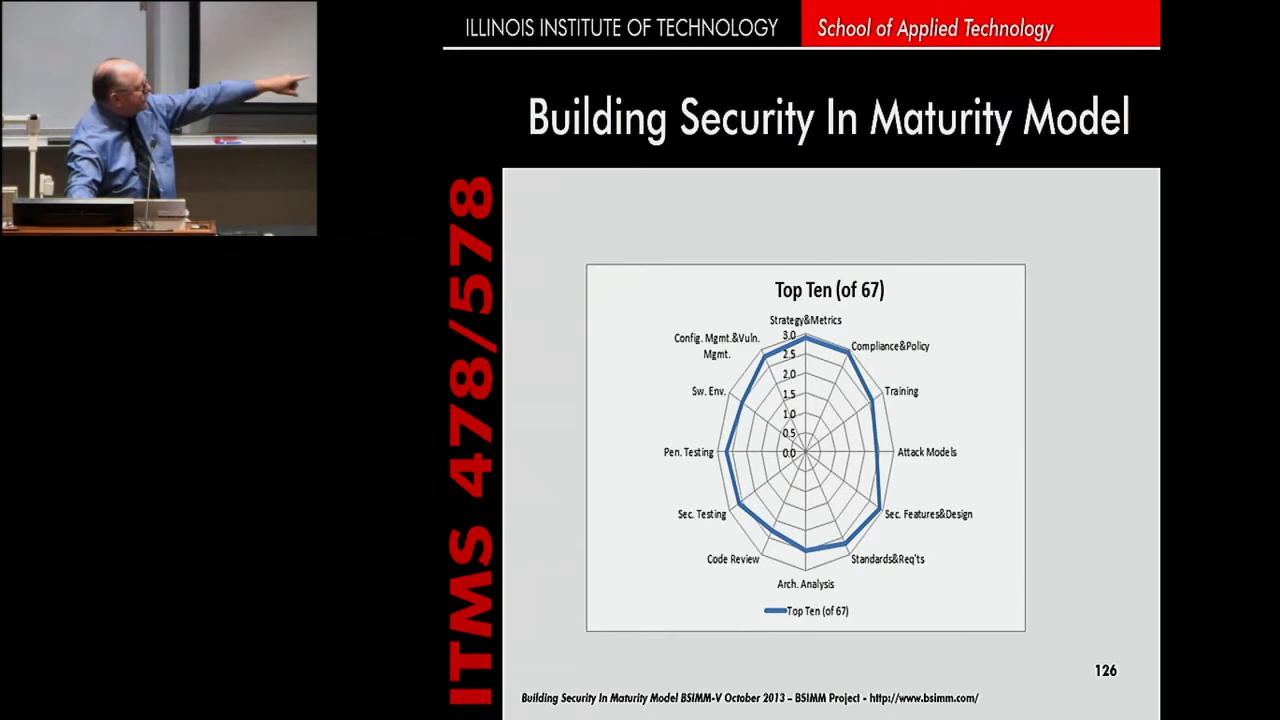 ILLINOIS INSTITUTE OF TECHNOLOGY
School of Applied Technology
Building Security In Maturity Model
ITMS 478/578
Top Ten (of 67)
Strategy&Metrics
Config. Mgmt.&Vuln.
Mgmt.
3.0
Compliance&Policy
2.5
2.0
Sw. Env.
1.5
Training
1.0
0.5
Pen. Testing
0.0
Attack Models
Sec. Testing
Sec. Features&Design
Code Review
Standards&Req'ts
Arch. Analysis
Top Ten (of 67)
126
Building Security In Maturity Model BSIMM-V October 2013 – BSIMM Project - http://www.bsimm.com/